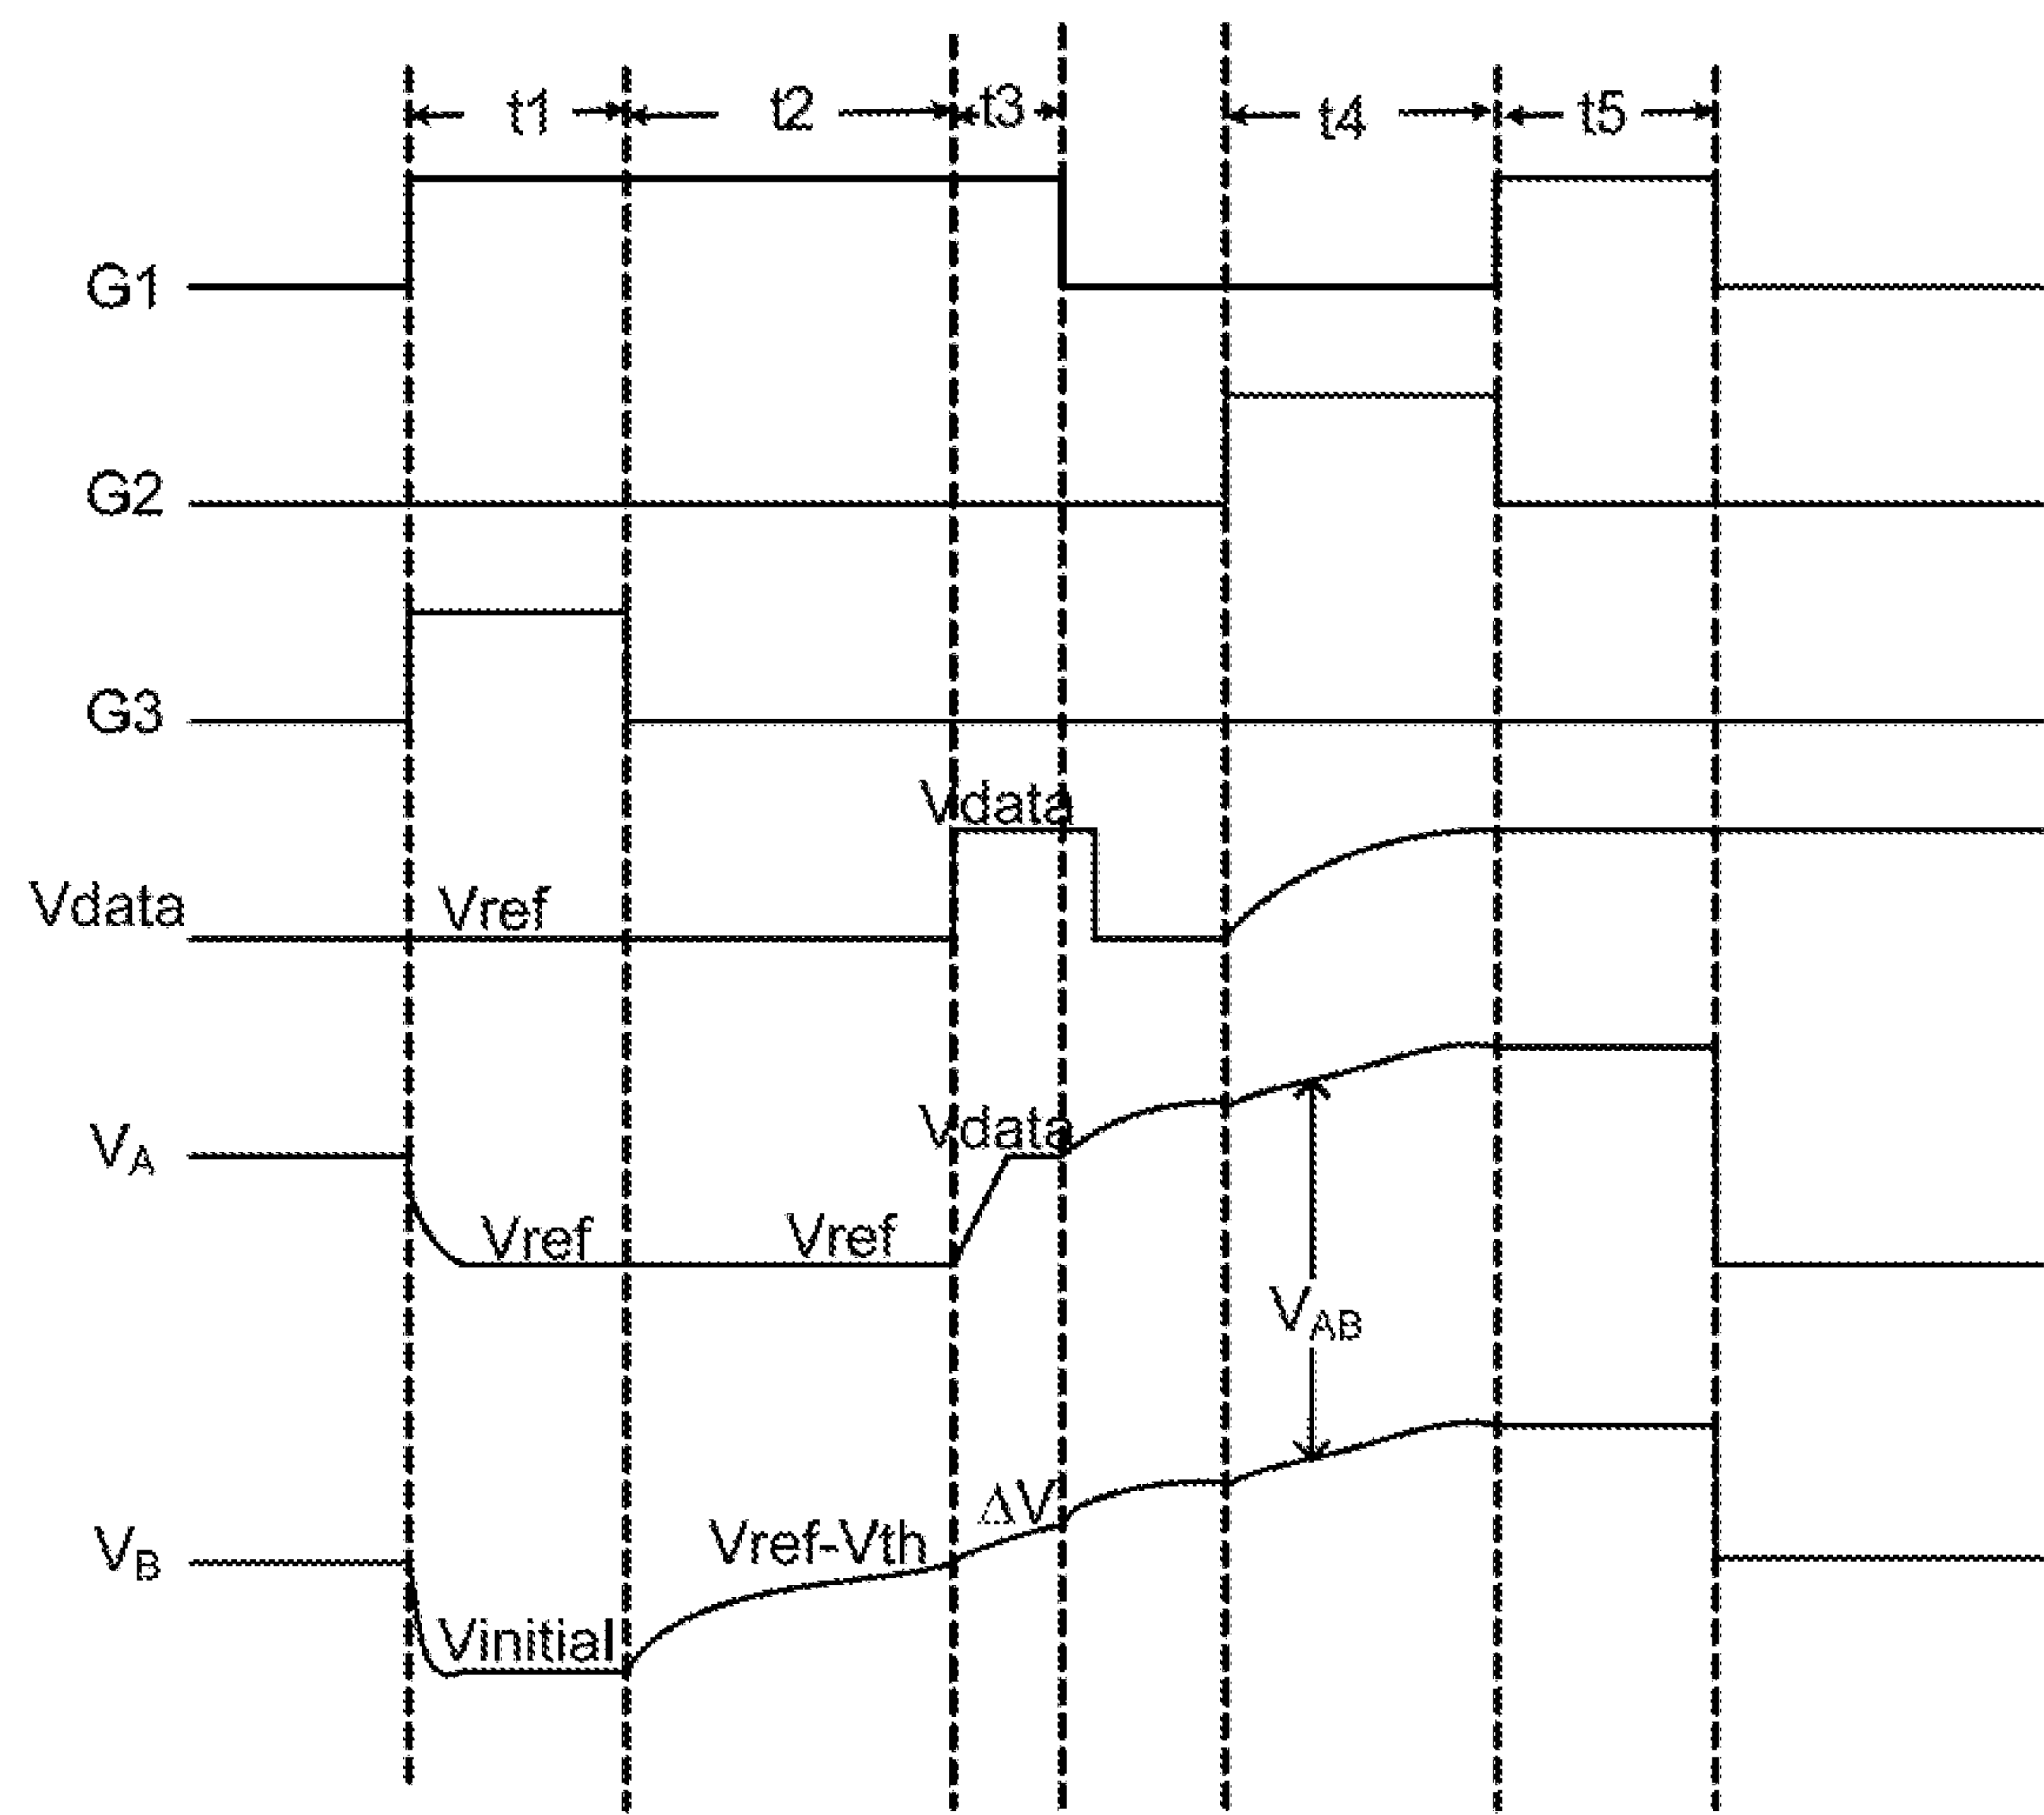 t1 t2 t3 t4 t5
G1
G2
G3
Vdata
Vdata Vref
Vdata
VA
Vref Vref
VAB
ΔV
VB Vref-Vth
Vinitial